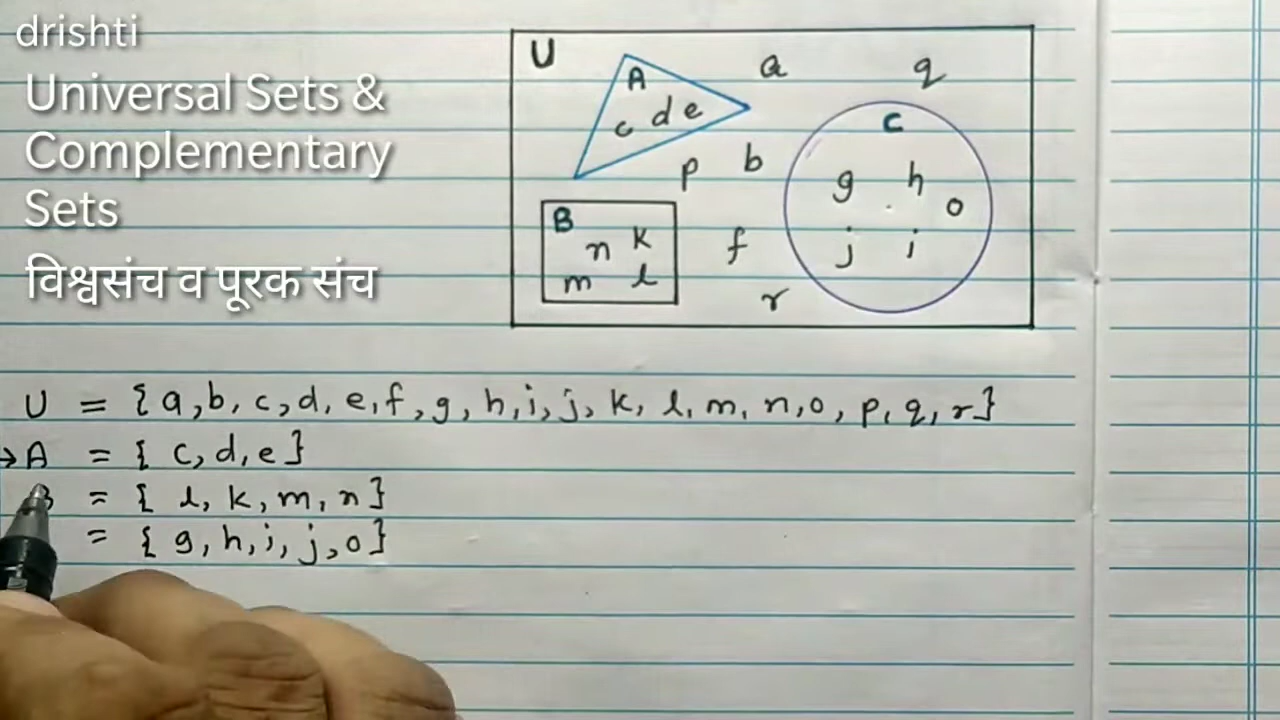 drishti
Universal Sets &
Complementary
Sets
विश्वसंच व पूरक संच
U
A
a
q
c d e
C
p
b
g
h
o
B
n k
f
j
i
m l
r
U = {a, b, c, d, e, f, g, h, i, j, k, l, m, n, o, p, q, r}
→ A = { c, d, e}
B = { l, k, m, n}
= { g, h, i, j, o}